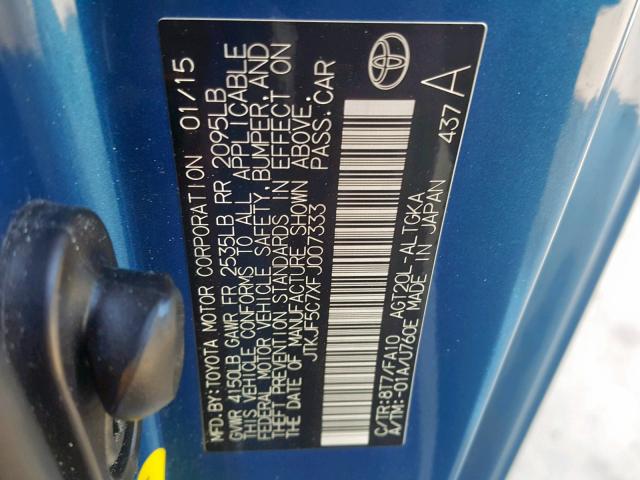 MFD.BY:TOYOTA MOTOR CORPORATION 01/15
GVWR 4150LB GAWR FR 2535LB RR 2095LB
THIS VEHICLE CONFORMS TO ALL APPLICABLE
FEDERAL MOTOR VEHICLE SAFETY, BUMPER, AND
THEFT PREVENTION STANDARDS IN EFFECT ON
THE DATE OF MANUFACTURE SHOWN ABOVE.
JTKJF5C7XFJ007333 PASS.CAR
C/TR:8T7/FA10 AGT20L-ALTGKA
A/TM:-01A/U760E MADE IN JAPAN
437 A